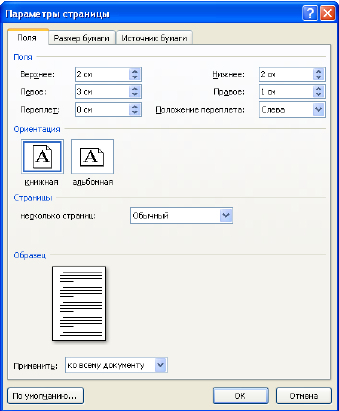 Параметры страницы
Поля Размер бумаги Источник бумаги
Поля
Верхнее: 2 см Нижнее: 2 см
Левое: 3 см Правое: 1 см
Переплет: 0 см Положение переплета: Слева
Ориентация
A A
книжная альбонная
Страницы
несколько страниц: Обычный
Образец
Применить: ко всему документу
По умолчанию... ОК Отмена